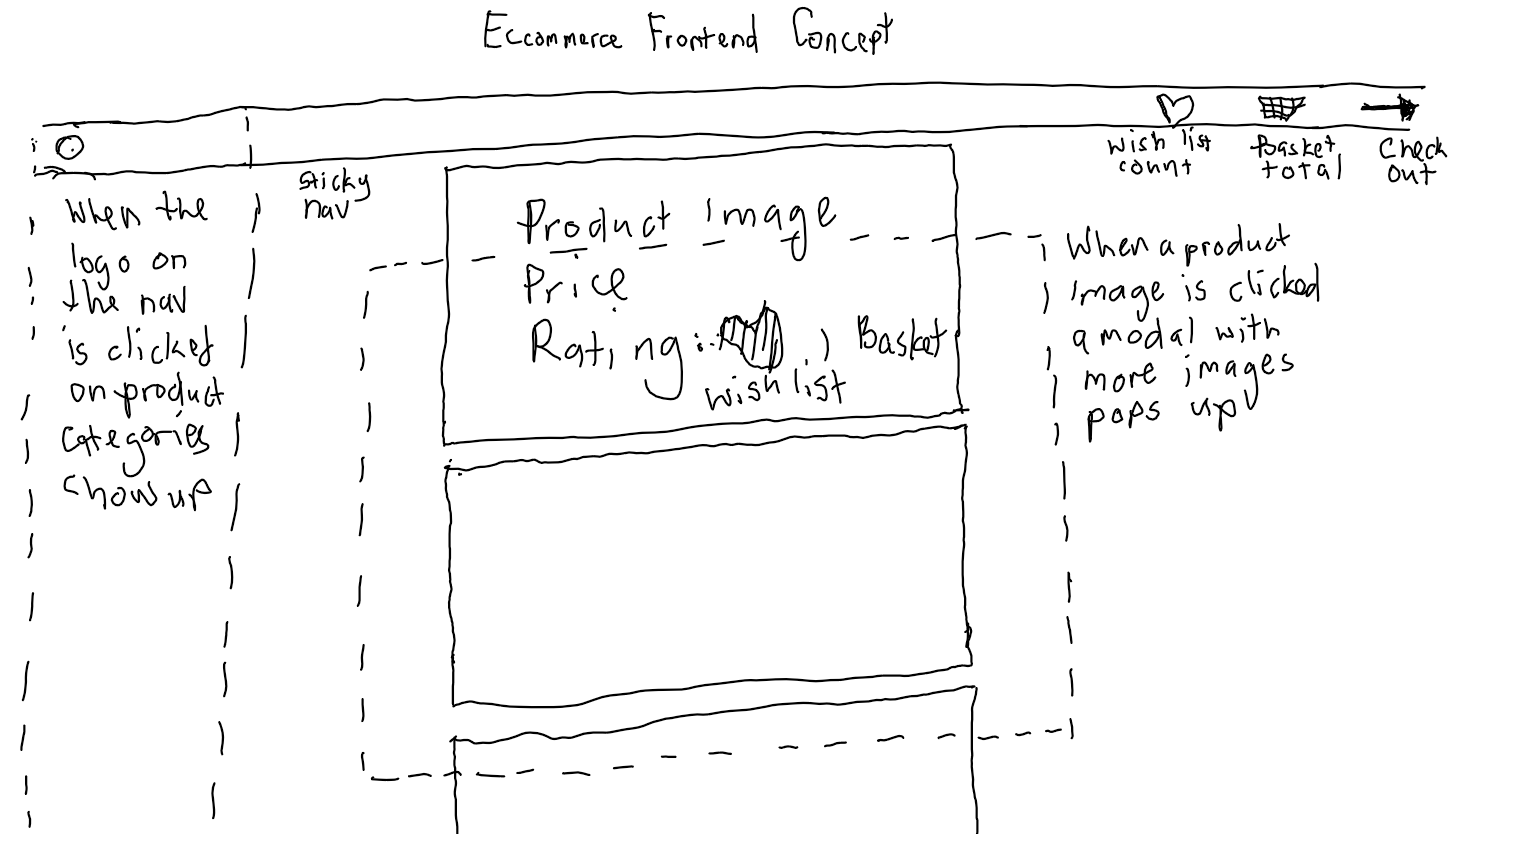 Eccommerce Frontend Concept
wish list
count
Basket
total
Check
out
Sticky
nav
When the
logo on
the nav
is clicked
on product
Categories
Show up
Product Image
Price
Rating
wish list
Basket
When a product
Image is clicked
a modal with
more images
pops up